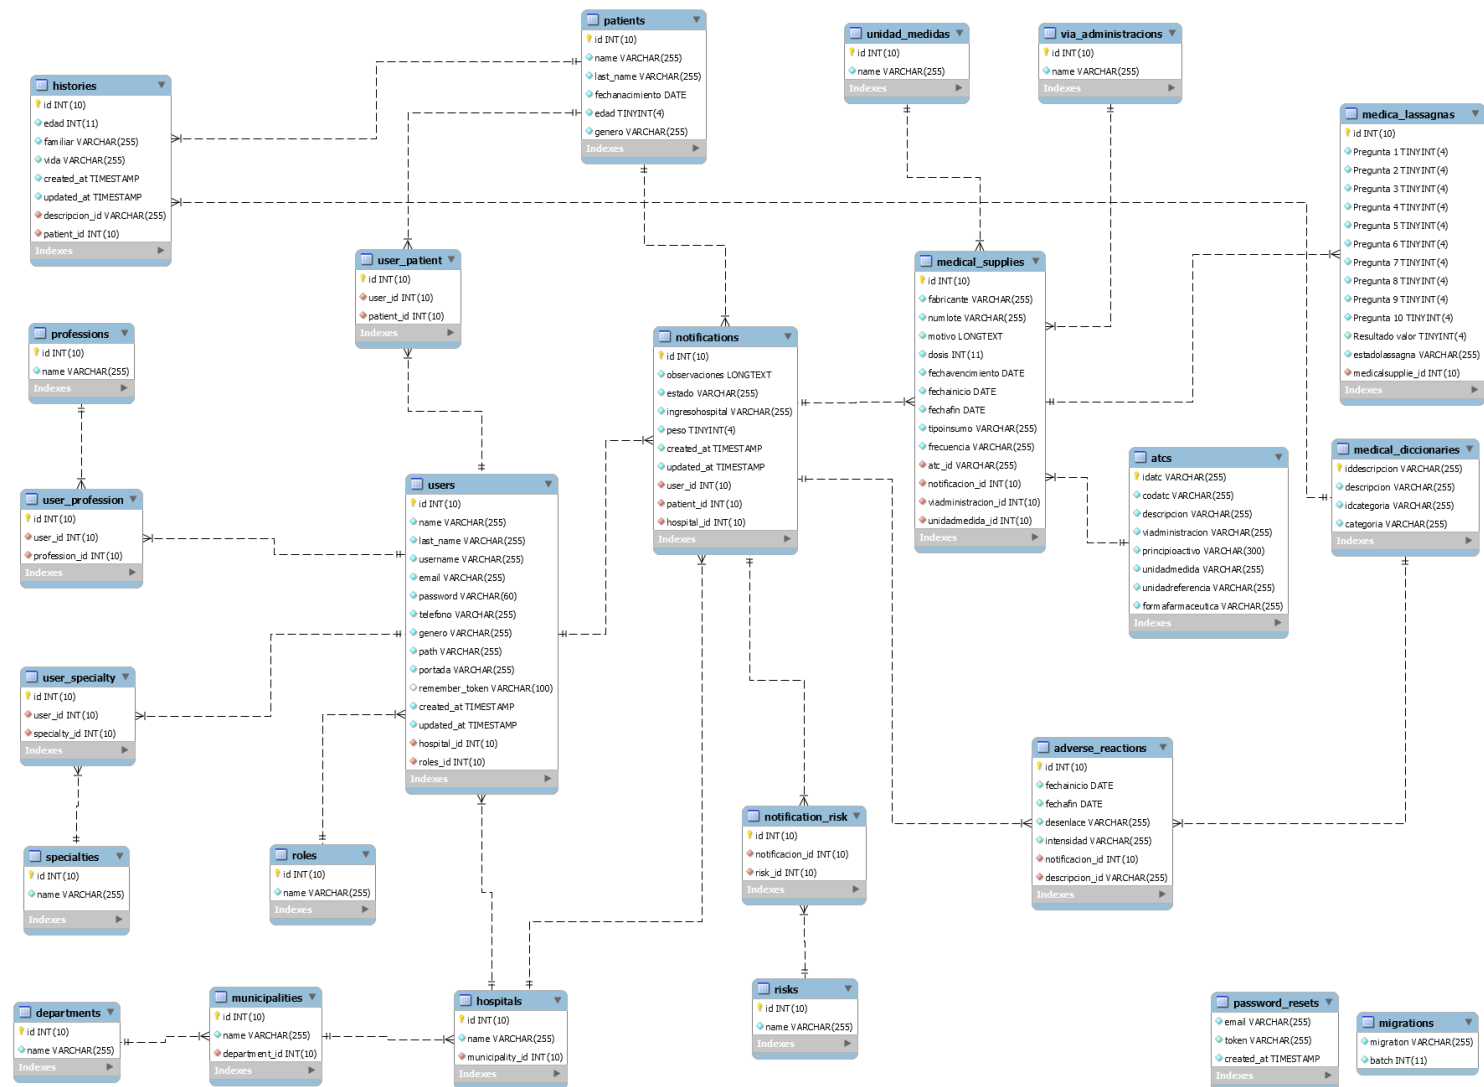 patients
id INT(10)
name VARCHAR(255)
last_name VARCHAR(255)
fechanacimiento DATE
edad TINYINT(4)
genero VARCHAR(255)
Indexes
unidad_medidas
id INT(10)
name VARCHAR(255)
Indexes
via_administracions
id INT(10)
name VARCHAR(255)
Indexes
histories
id INT(10)
edad INT(11)
familiar VARCHAR(255)
vida VARCHAR(255)
created_at TIMESTAMP
updated_at TIMESTAMP
descripcion_id VARCHAR(255)
patient_id INT(10)
Indexes
medica_lassagnas
id INT(10)
Pregunta 1 TINYINT(4)
Pregunta 2 TINYINT(4)
Pregunta 3 TINYINT(4)
Pregunta 4 TINYINT(4)
Pregunta 5 TINYINT(4)
Pregunta 6 TINYINT(4)
Pregunta 7 TINYINT(4)
Pregunta 8 TINYINT(4)
Pregunta 9 TINYINT(4)
Pregunta 10 TINYINT(4)
Resultado valor TINYINT(4)
estadolassagna VARCHAR(255)
medicalsupplie_id INT(10)
Indexes
user_patient
id INT(10)
user_id INT(10)
patient_id INT(10)
Indexes
medical_supplies
id INT(10)
fabricante VARCHAR(255)
numlote VARCHAR(255)
motivo LONGTEXT
dosis INT(11)
fechavencimiento DATE
fechainicio DATE
fechafin DATE
tipoinsumo VARCHAR(255)
frecuencia VARCHAR(255)
atc_id VARCHAR(255)
notificacion_id INT(10)
viadministracion_id INT(10)
unidadmedida_id INT(10)
Indexes
professions
id INT(10)
name VARCHAR(255)
Indexes
notifications
id INT(10)
observaciones LONGTEXT
estado VARCHAR(255)
ingresohospital VARCHAR(255)
peso TINYINT(4)
created_at TIMESTAMP
updated_at TIMESTAMP
user_id INT(10)
patient_id INT(10)
hospital_id INT(10)
Indexes
atcs
idatc VARCHAR(255)
codatc VARCHAR(255)
descripcion VARCHAR(255)
viadministracion VARCHAR(255)
principioactivo VARCHAR(300)
unidadmedida VARCHAR(255)
unidadreferencia VARCHAR(255)
formafarmaceutica VARCHAR(255)
Indexes
medical_diccionaries
iddescripcion VARCHAR(255)
descripcion VARCHAR(255)
idcategoria VARCHAR(255)
categoria VARCHAR(255)
Indexes
users
id INT(10)
name VARCHAR(255)
last_name VARCHAR(255)
username VARCHAR(255)
email VARCHAR(255)
password VARCHAR(60)
telefono VARCHAR(255)
genero VARCHAR(255)
path VARCHAR(255)
portada VARCHAR(255)
remember_token VARCHAR(100)
created_at TIMESTAMP
updated_at TIMESTAMP
hospital_id INT(10)
roles_id INT(10)
Indexes
user_profession
id INT(10)
user_id INT(10)
profession_id INT(10)
Indexes
user_specialty
id INT(10)
user_id INT(10)
specialty_id INT(10)
Indexes
adverse_reactions
id INT(10)
fechainicio DATE
fechafin DATE
desenlace VARCHAR(255)
intensidad VARCHAR(255)
notificacion_id INT(10)
descripcion_id VARCHAR(255)
Indexes
notification_risk
id INT(10)
notificacion_id INT(10)
risk_id INT(10)
Indexes
specialties
id INT(10)
name VARCHAR(255)
Indexes
roles
id INT(10)
name VARCHAR(255)
Indexes
risks
id INT(10)
name VARCHAR(255)
Indexes
departments
id INT(10)
name VARCHAR(255)
Indexes
municipalities
id INT(10)
name VARCHAR(255)
department_id INT(10)
Indexes
hospitals
id INT(10)
name VARCHAR(255)
municipality_id INT(10)
Indexes
password_resets
email VARCHAR(255)
token VARCHAR(255)
created_at TIMESTAMP
Indexes
migrations
migration VARCHAR(255)
batch INT(11)